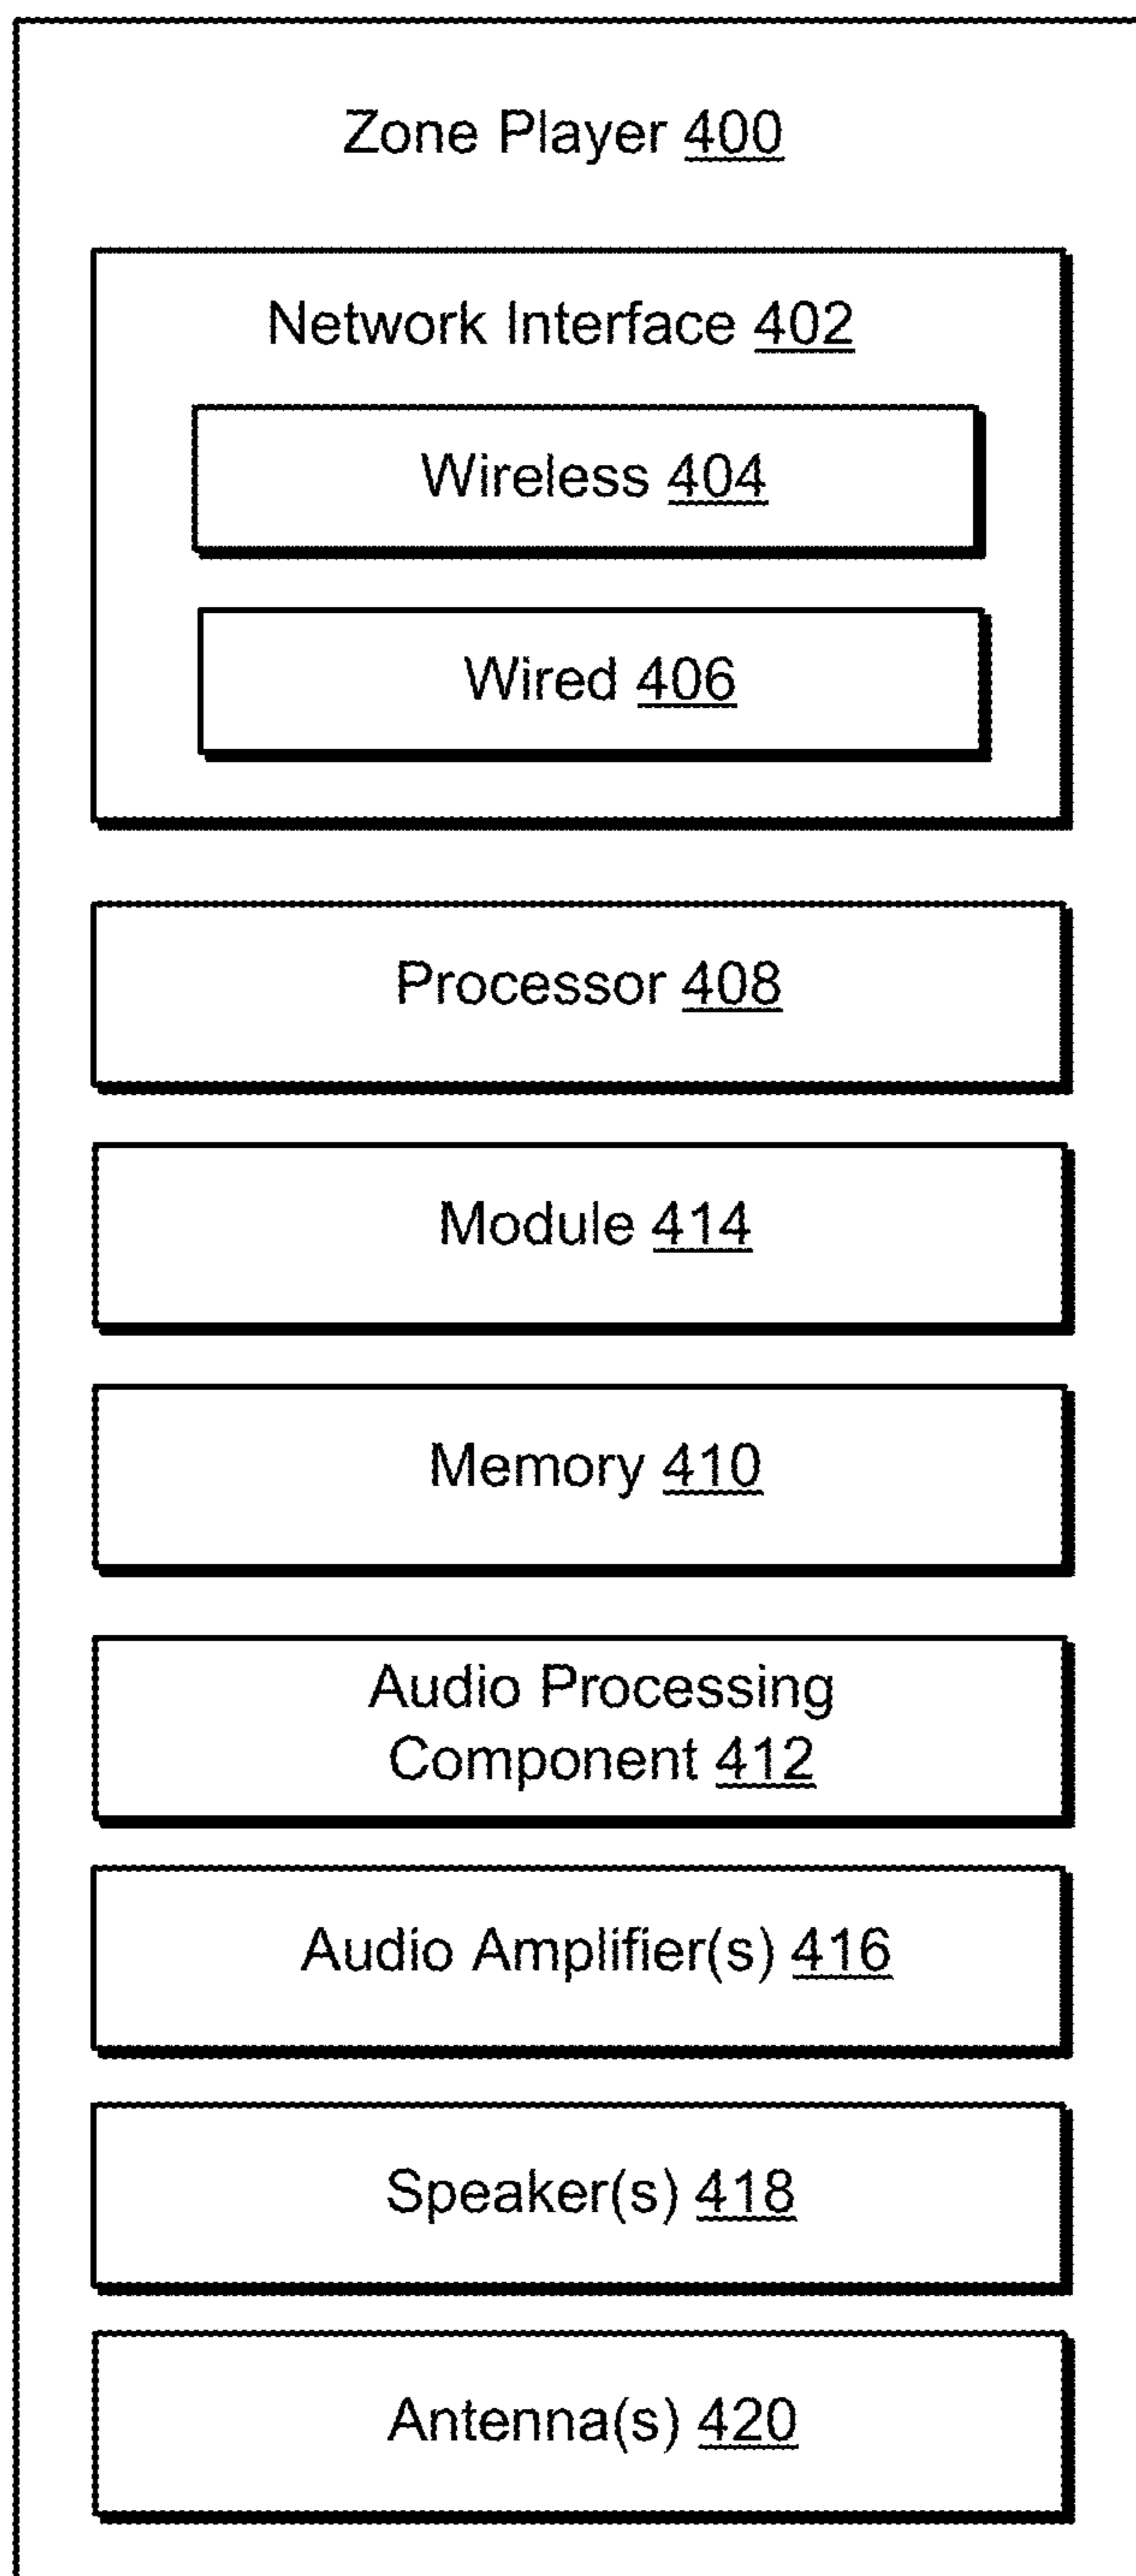 Zone Player 400
Network Interface 402
Wireless 404
Wired 406
Processor 408
Module 414
Memory 410
Audio Processing
Component 412
Audio Amplifier(s) 416
Speaker(s) 418
Antenna(s) 420